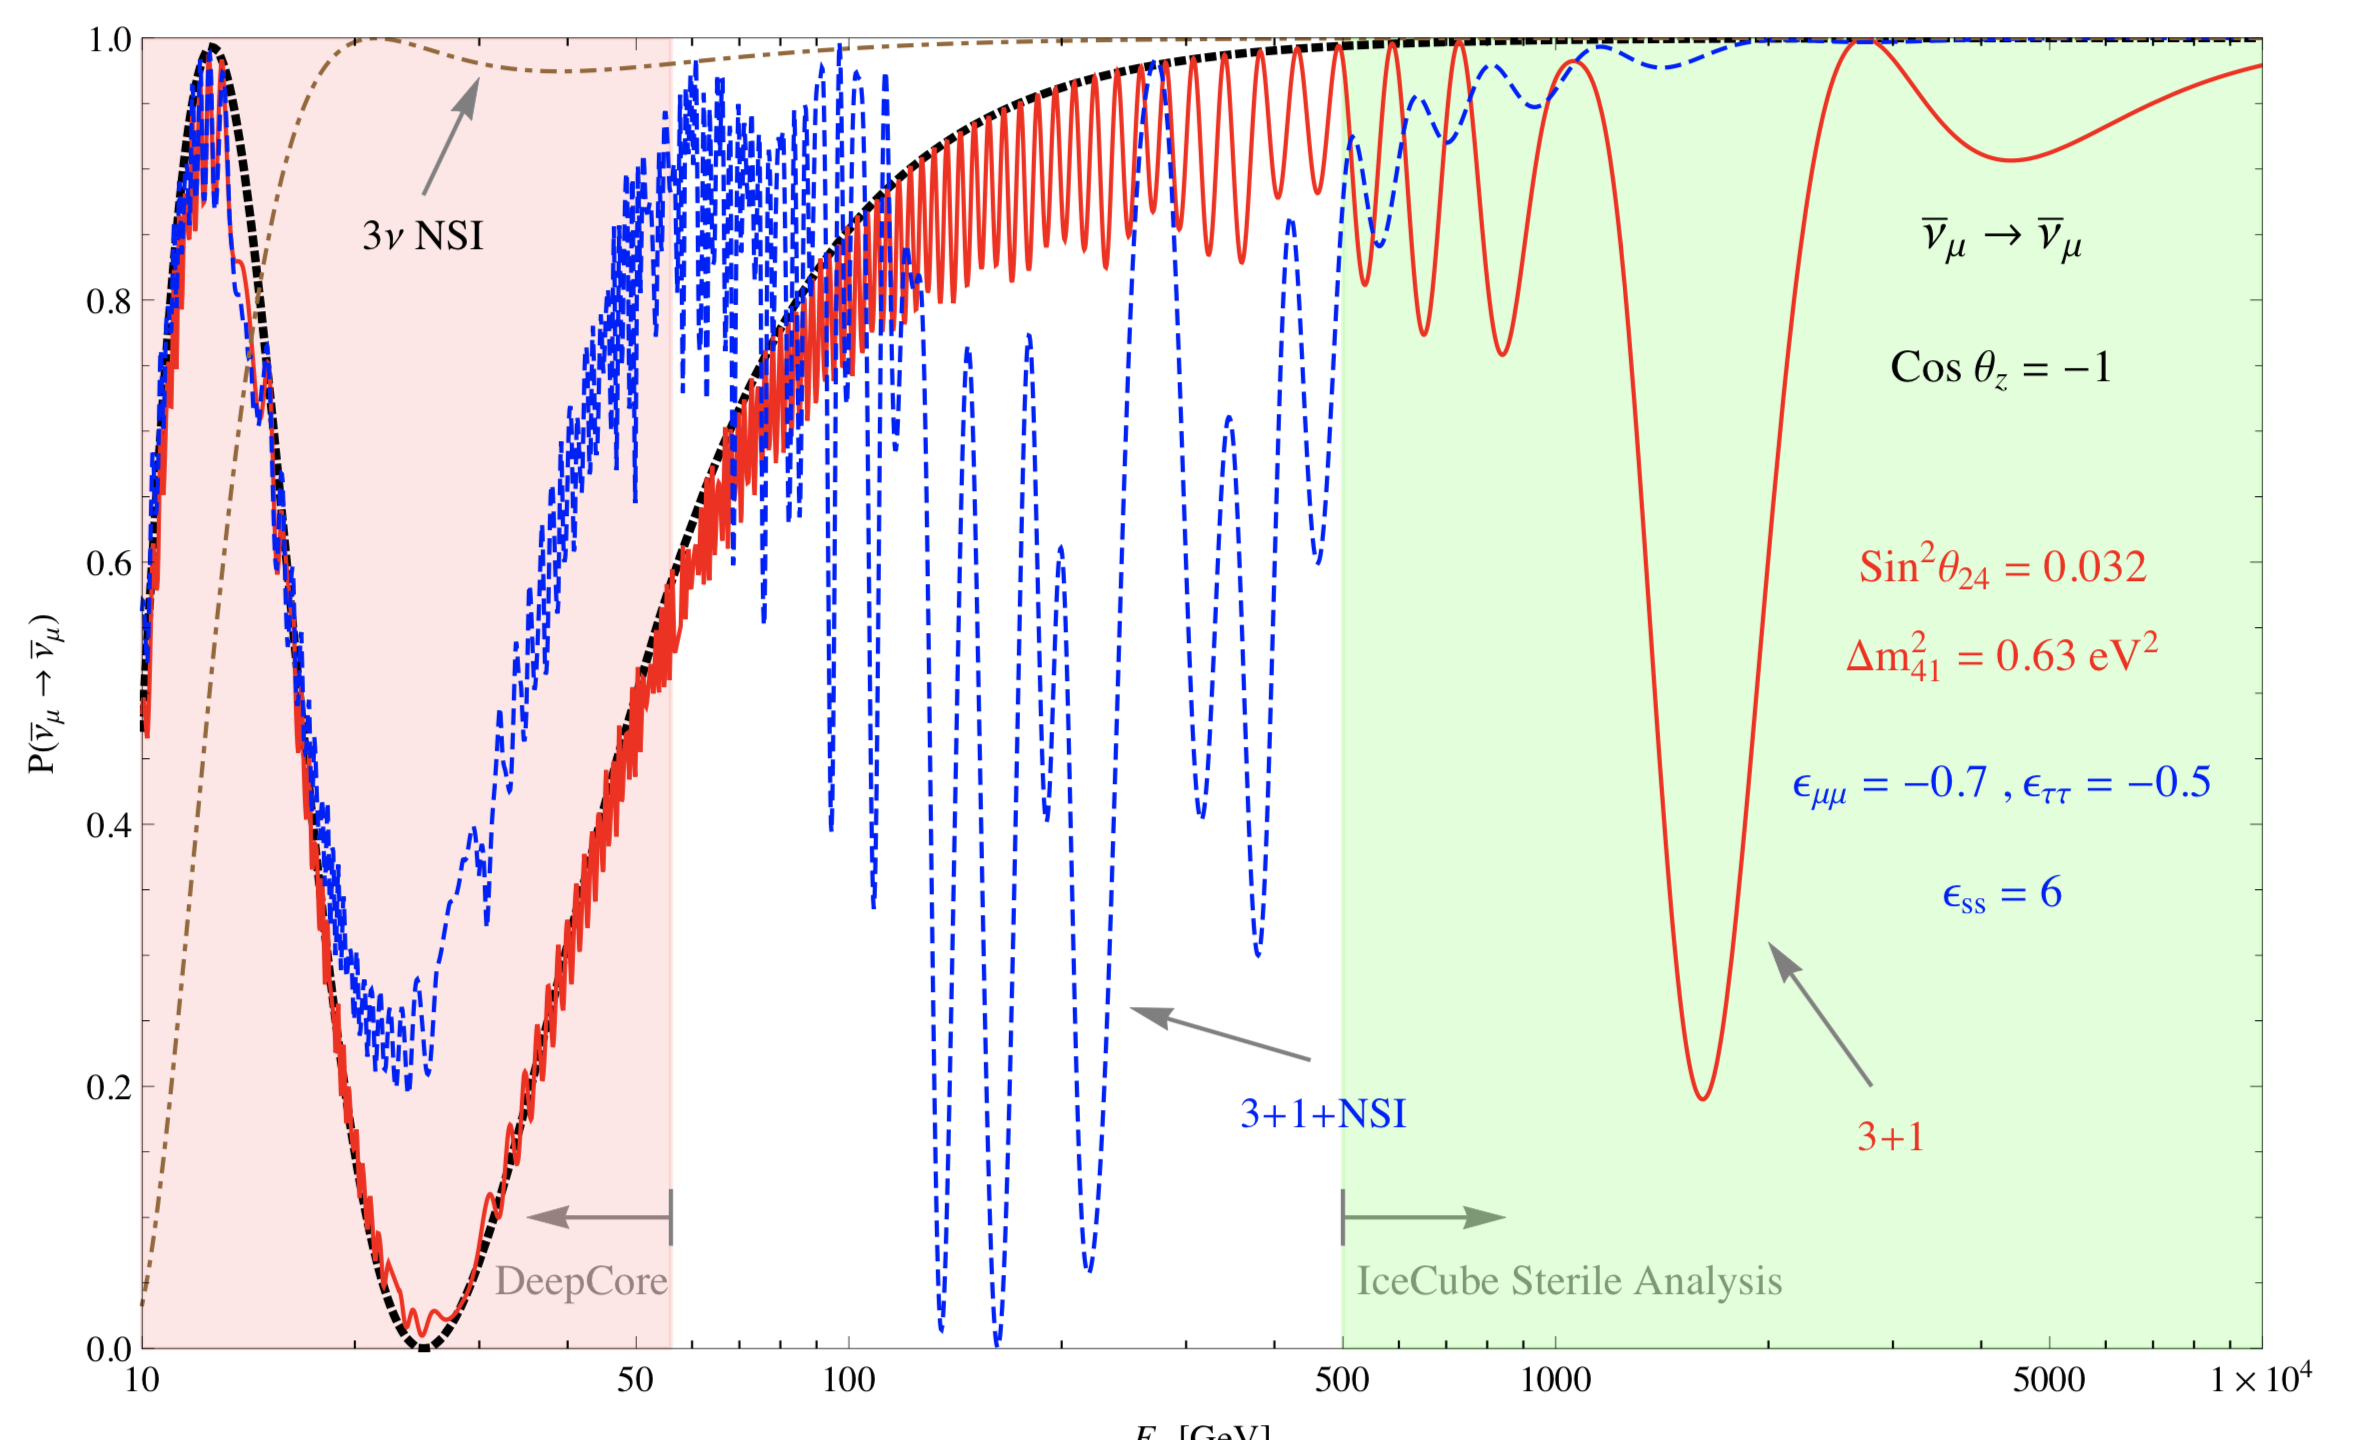 1.0
0.8
0.6
0.4
0.2
0.0
P(ν̅μ → ν̅μ)
3ν NSI
ν̅μ → ν̅μ
Cos θz = −1
Sin²θ24 = 0.032
Δm²41 = 0.63 eV²
ϵμμ = −0.7 , ϵττ = −0.5
ϵss = 6
3+1+NSI
3+1
DeepCore
IceCube Sterile Analysis
10 50 100 500 1000 5000 1×10⁴
[GeV]